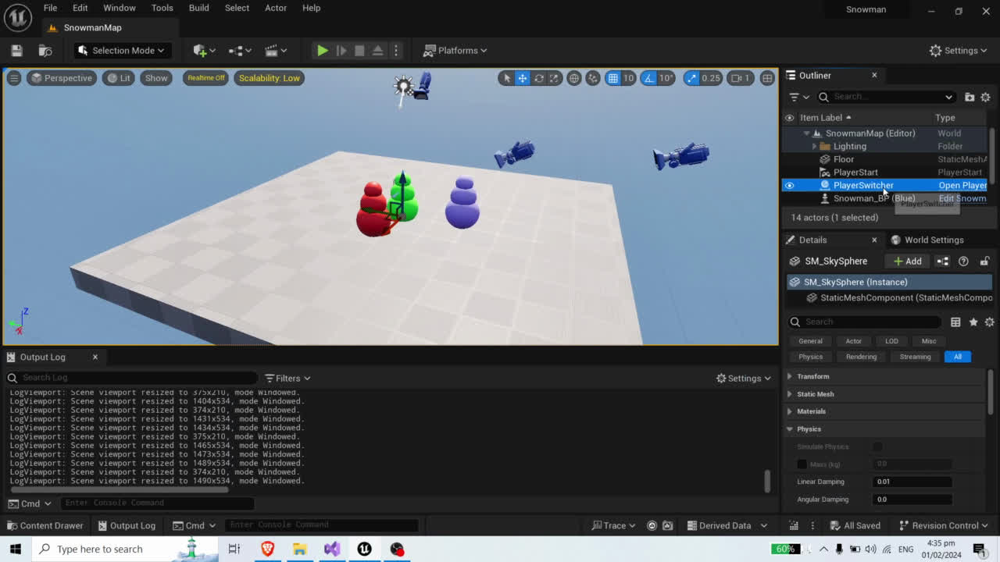 File Edit Window Tools Build Select Actor Help
Snowman
SnowmanMap
Selection Mode
Platforms
Settings
Perspective
Lit
Show
Realtime Off
Scalability: Low
10
10°
0.25
1
Outliner
Search...
Item Label
Type
SnowmanMap (Editor) World
Lighting Folder
Floor StaticMeshA
PlayerStart PlayerStart
PlayerSwitcher Open Player
Snowman_BP (Blue) Edit Snowm
PlayerSwitcher
14 actors (1 selected)
Details
World Settings
SM_SkySphere
Add
SM_SkySphere (Instance)
StaticMeshComponent (StaticMeshCompo
Search
General Actor LOD Misc
Physics Rendering Streaming All
Transform
Static Mesh
Materials
Physics
Simulate Physics
Mass (kg) 0.0
Linear Damping 0.01
Angular Damping 0.0
Z
X
Output Log
Search Log
Filters
Settings
LogViewport: Scene viewport resized to 375x210, mode Windowed.
LogViewport: Scene viewport resized to 1404x534, mode Windowed.
LogViewport: Scene viewport resized to 374x210, mode Windowed.
LogViewport: Scene viewport resized to 1431x534, mode Windowed.
LogViewport: Scene viewport resized to 1434x534, mode Windowed.
LogViewport: Scene viewport resized to 375x210, mode Windowed.
LogViewport: Scene viewport resized to 1465x534, mode Windowed.
LogViewport: Scene viewport resized to 1473x534, mode Windowed.
LogViewport: Scene viewport resized to 1489x534, mode Windowed.
LogViewport: Scene viewport resized to 374x210, mode Windowed.
LogViewport: Scene viewport resized to 1490x534, mode Windowed.
Cmd
Enter Console Command
Content Drawer
Output Log
Cmd
Enter Console Command
Trace
Derived Data
All Saved
Revision Control
Type here to search
60%
ENG
4:35 pm
01/02/2024
1